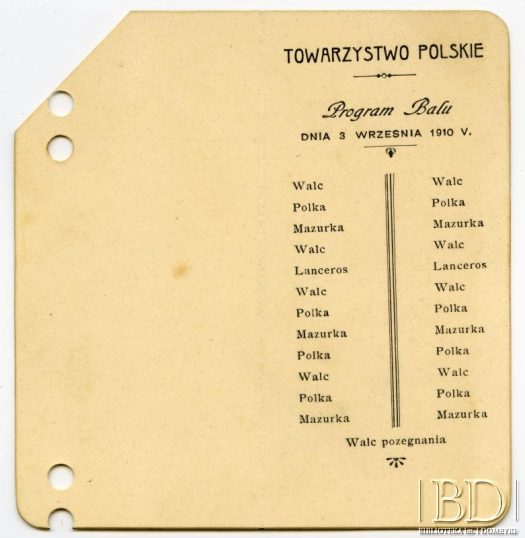 TOWARZYSTWO POLSKIE
Program Balu
DNIA 3 WRZESNIA 1910 V.
Walc
Polka
Mazurka
Walc
Lanceros
Walc
Polka
Mazurka
Polka
Walc
Polka
Mazurka
Walc
Polka
Mazurka
Walc
Lanceros
Walc
Polka
Mazurka
Polka
Walc
Polka
Mazurka
Walc pozegnania
|BD|